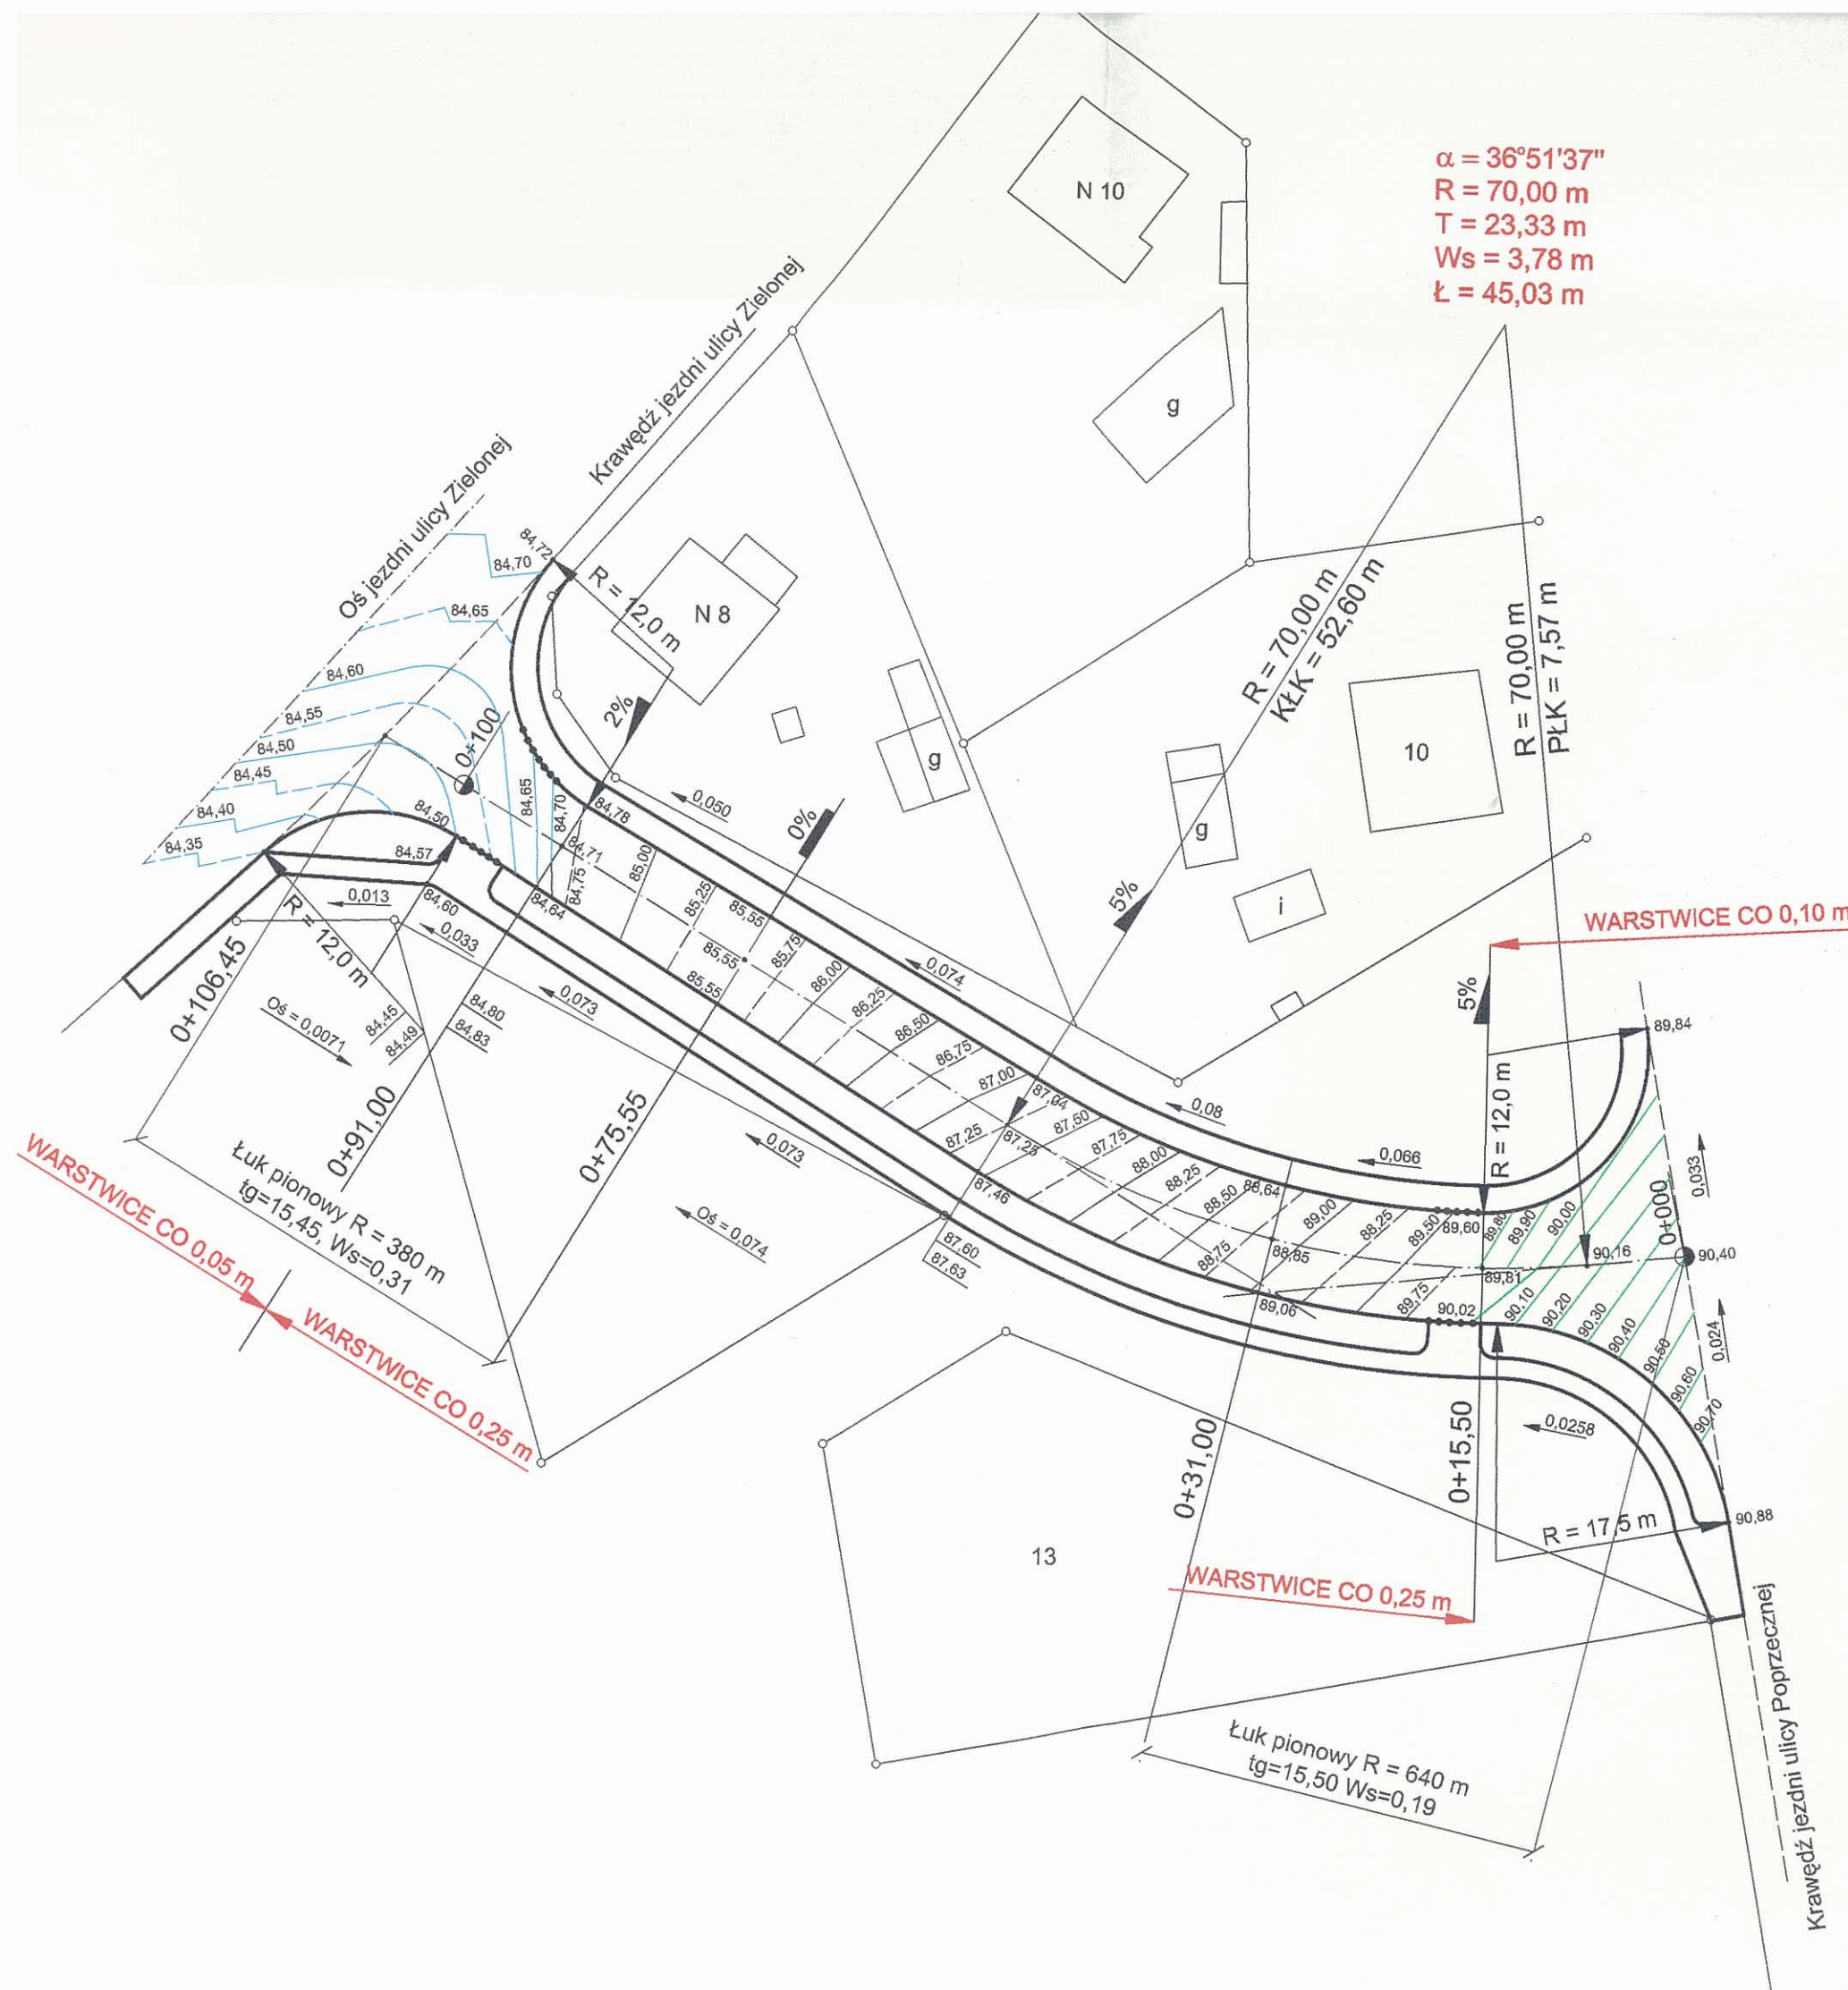 α = 36°51'37"
R = 70,00 m
T = 23,33 m
Ws = 3,78 m
Ł = 45,03 m
N 10
g
Krawędź jezdni ulicy Zielonej
Oś jezdni ulicy Zielonej
84,72
84,70
84,65
84,60
84,55
84,50
84,45
84,40
84,35
R = 12,0 m
N 8
2%
0+100
84,50
84,57
84,65
84,70
84,78
84,71
84,75
84,64
84,60
0,013
0,033
R = 12,0 m
0+106,45
Oś = 0,0071
84,45
84,49
84,80
84,83
0+91,00
0+75,55
0,050
0%
g
R = 70,00 m
KŁK = 52,60 m
R = 70,00 m
PŁK = 7,57 m
10
g
i
5%
WARSTWICE CO 0,10 m
5%
85,00
85,25
85,55
85,55
85,55
85,75
86,00
86,25
86,50
86,75
87,00
87,04
87,25
87,25
87,50
87,46
87,75
88,00
88,25
88,50
88,64
88,75
88,85
89,00
89,06
88,25
89,50
89,60
89,75
90,02
89,80
89,90
90,00
89,81
90,16
90,10
90,20
90,30
90,40
90,50
90,60
90,70
0,073
0,074
0,073
0,08
0,066
Oś = 0,074
87,60
87,63
R = 12,0 m
89,84
0,033
0+000
90,40
0,024
0,0258
90,88
R = 17,5 m
0+31,00
0+15,50
13
WARSTWICE CO 0,05 m
WARSTWICE CO 0,25 m
Łuk pionowy R = 380 m
tg=15,45, Ws=0,31
WARSTWICE CO 0,25 m
Łuk pionowy R = 640 m
tg=15,50 Ws=0,19
Krawędź jezdni ulicy Poprzecznej